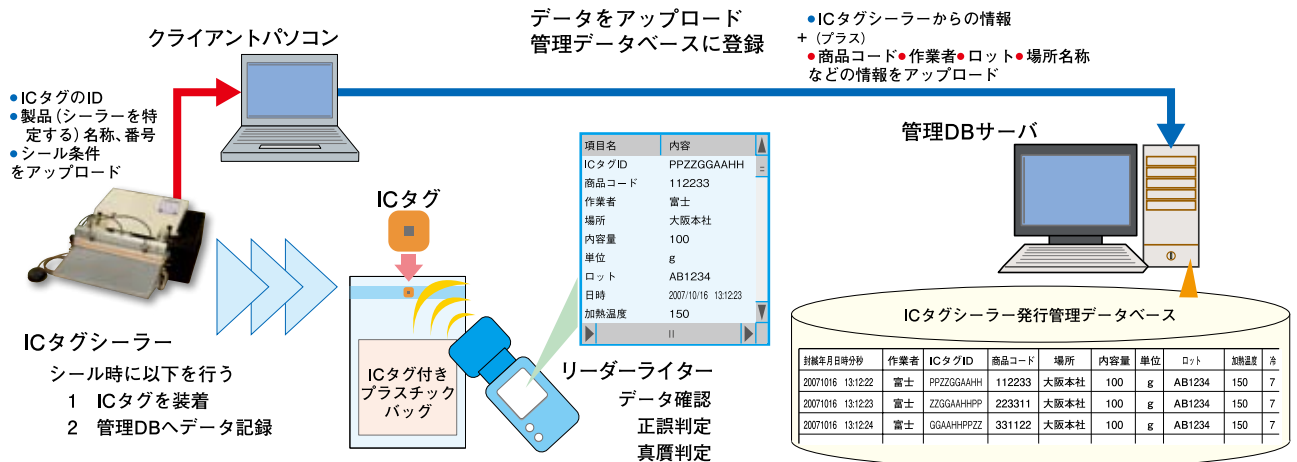 クライアントパソコン
データをアップロード
管理データベースに登録
●ICタグシーラーからの情報
+(プラス)
●商品コード●作業者●ロット●場所名称
などの情報をアップロード
●ICタグのID
●製品(シーラーを特
定する)名称、番号
●シール条件
をアップロード
管理DBサーバ
ICタグ
項目名 内容
ICタグID PPZZGGAAHH
商品コード 112233
作業者 富士
場所 大阪本社
内容量 100
単位 g
ロット AB1234
日時 2007/10/16 13:12:23
加熱温度 150
ICタグシーラー
シール時に以下を行う
1 ICタグを装着
2 管理DBへデータ記録
ICタグ付き
プラスチック
バッグ
リーダーライター
データ確認
正誤判定
真贋判定
ICタグシーラー発行管理データベース
封緘年月日時分秒 作業者 ICタグID 商品コード 場所 内容量 単位 ロット 加熱温度 冷
20071016 13:12:22 富士 PPZZGGAAHH 112233 大阪本社 100 g AB1234 150 7
20071016 13:12:23 富士 ZZGGAAHHPP 223311 大阪本社 100 g AB1234 150 7
20071016 13:12:24 富士 GGAAHHPPZZ 331122 大阪本社 100 g AB1234 150 7